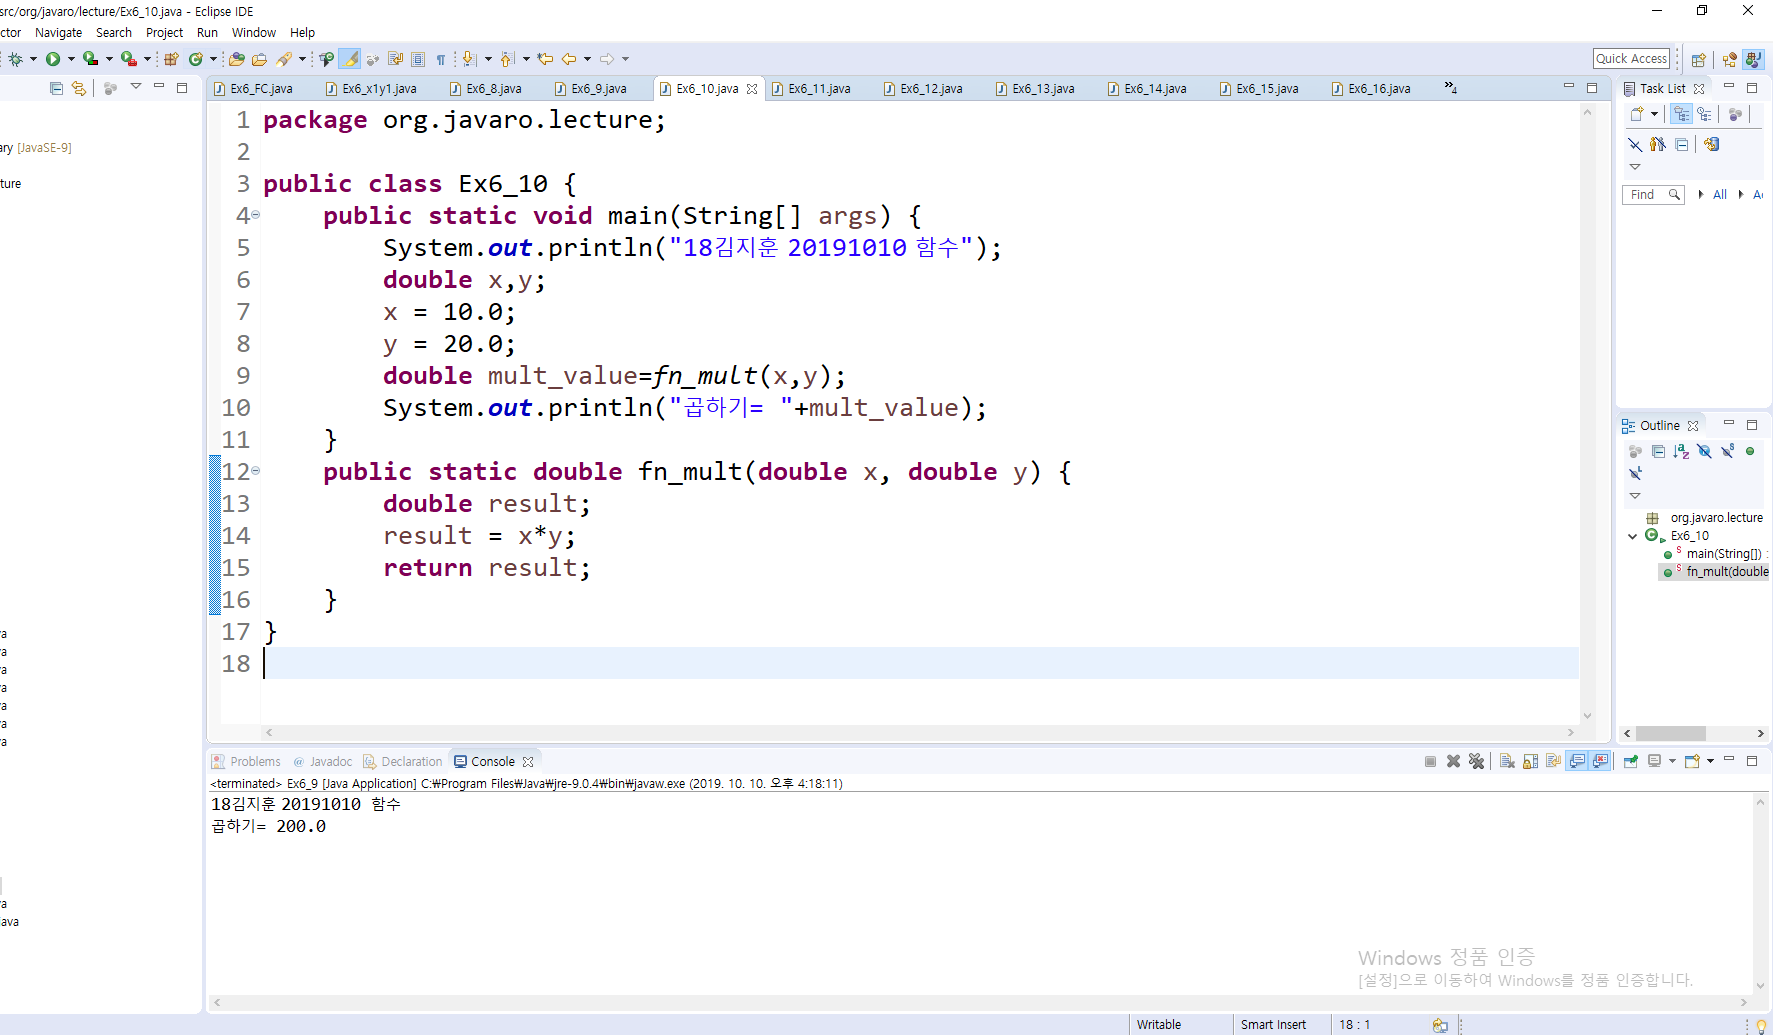 src/org/javaro/lecture/Ex6_10.java - Eclipse IDE
ctor Navigate Search Project Run Window Help
Quick Access
Ex6_FC.java Ex6_x1y1.java Ex6_8.java Ex6_9.java Ex6_10.java Ex6_11.java Ex6_12.java Ex6_13.java Ex6_14.java Ex6_15.java Ex6_16.java »4
Task List
ary [JavaSE-9]
ture
Find All Ac
1 package org.javaro.lecture;
2
3 public class Ex6_10 {
4 public static void main(String[] args) {
5 System.out.println("18김지훈 20191010 함수");
6 double x,y;
7 x = 10.0;
8 y = 20.0;
9 double mult_value=fn_mult(x,y);
10 System.out.println("곱하기= "+mult_value);
11 }
12 public static double fn_mult(double x, double y) {
13 double result;
14 result = x*y;
15 return result;
16 }
17 }
18
Outline
org.javaro.lecture
Ex6_10
main(String[]) :
fn_mult(double
va
va
va
va
va
va
va
va
java
Problems Javadoc Declaration Console
<terminated> Ex6_9 [Java Application] C:₩Program Files₩Java₩jre-9.0.4₩bin₩javaw.exe (2019. 10. 10. 오후 4:18:11)
18김지훈 20191010 함수
곱하기= 200.0
Windows 정품 인증
[설정]으로 이동하여 Windows를 정품 인증합니다.
Writable Smart Insert 18 : 1